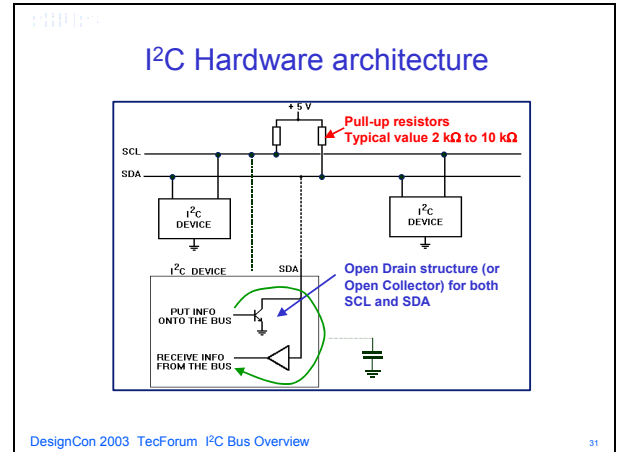 I²C Hardware architecture
+ 5 V
Pull-up resistors
Typical value 2 kΩ to 10 kΩ
SCL
SDA
I²C
DEVICE
I²C
DEVICE
I²C DEVICE
SDA
Open Drain structure (or
Open Collector) for both
SCL and SDA
PUT INFO
ONTO THE BUS
RECEIVE INFO
FROM THE BUS
DesignCon 2003 TecForum I²C Bus Overview
31